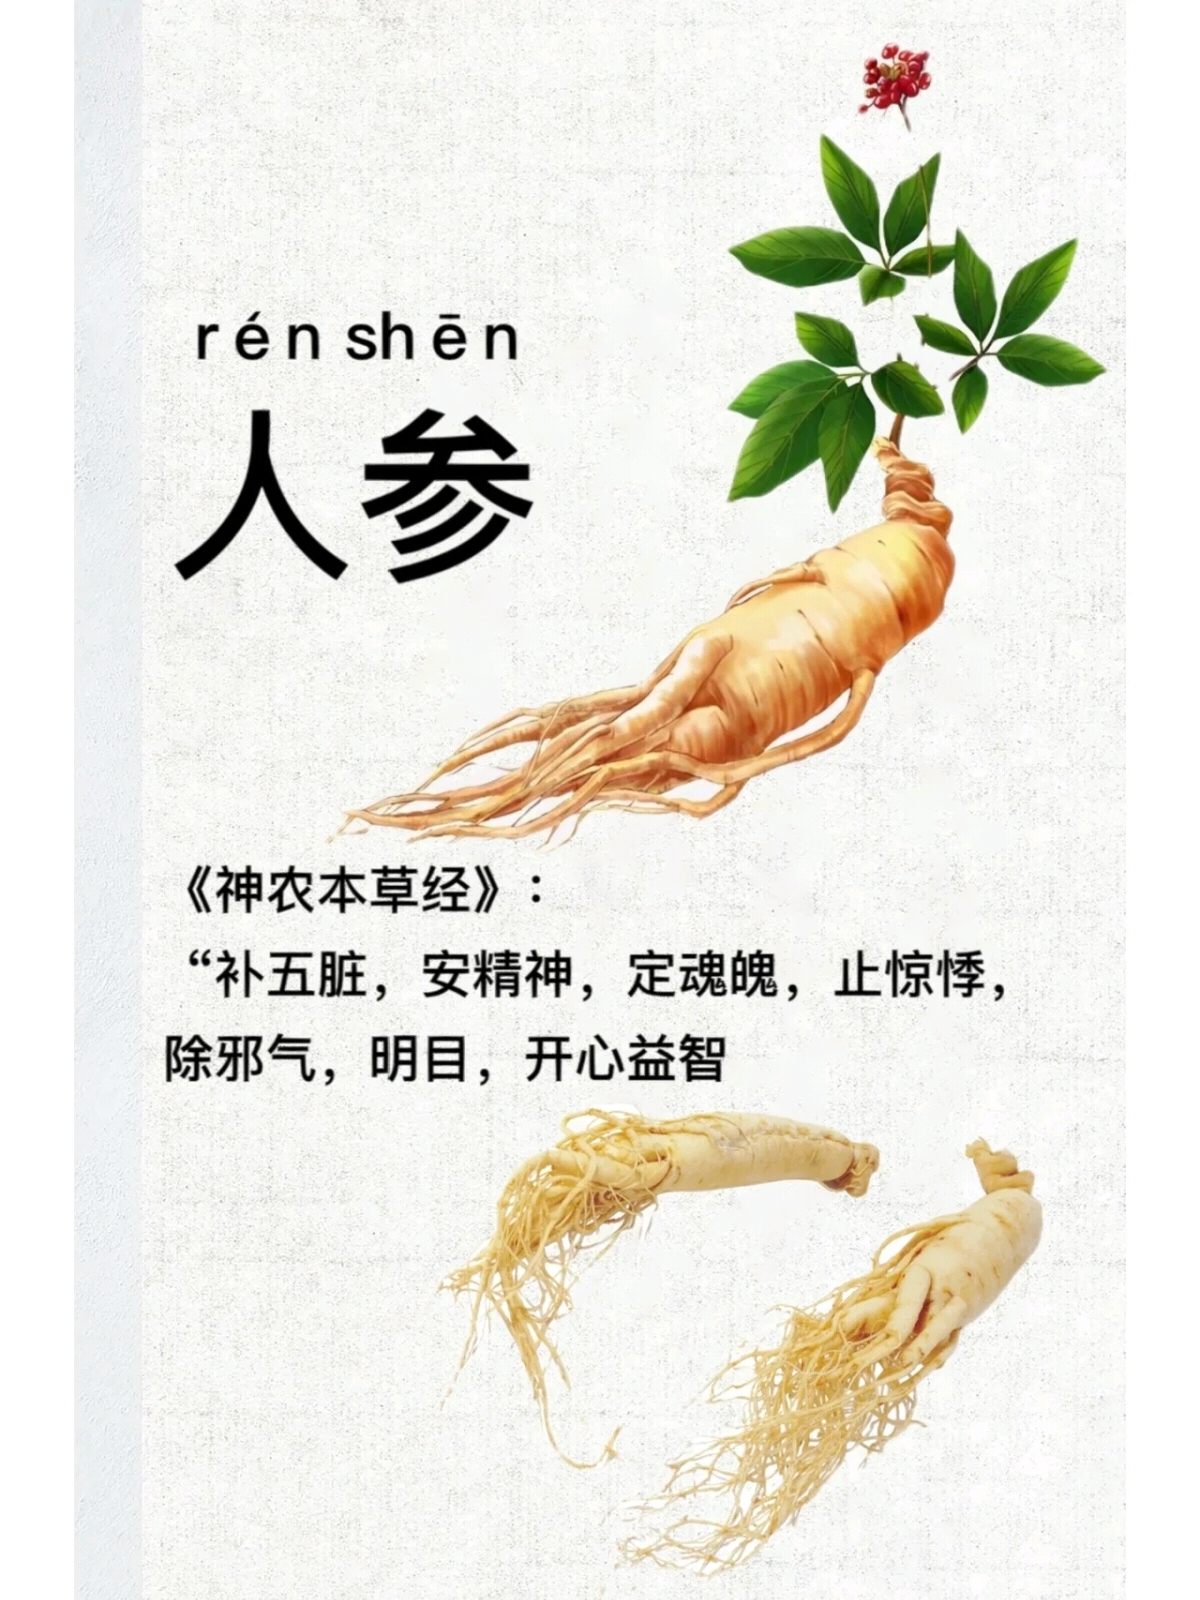 rén shēn
人参
《神农本草经》：
“补五脏，安精神，定魂魄，止惊悸，
除邪气，明目，开心益智